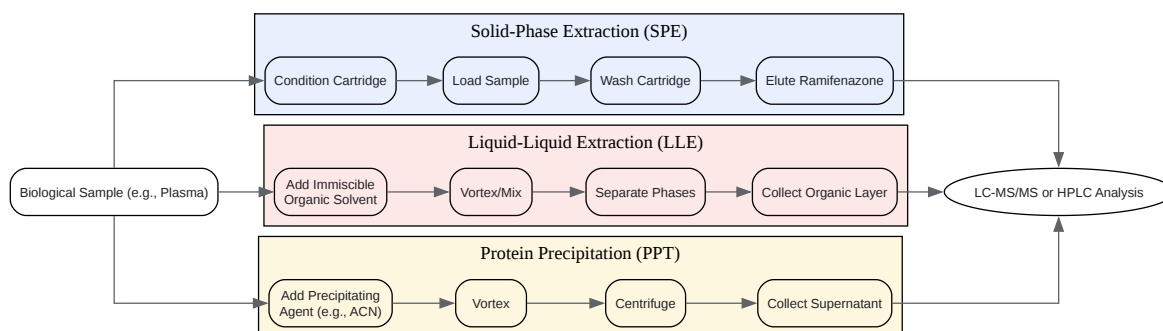 Solid-Phase Extraction (SPE)
Condition Cartridge
Load Sample
Wash Cartridge
Elute Ramifenazone
Liquid-Liquid Extraction (LLE)
Biological Sample (e.g., Plasma)
Add Immiscible
Organic Solvent
Vortex/Mix
Separate Phases
Collect Organic Layer
LC-MS/MS or HPLC Analysis
Protein Precipitation (PPT)
Add Precipitating
Agent (e.g., ACN)
Vortex
Centrifuge
Collect Supernatant